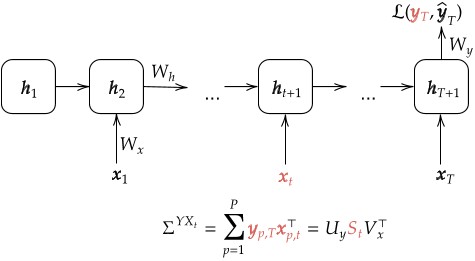 ℒ(y_T, ŷ_T)
W_y
h_1 h_2 W_h ... h_{t+1} ... h_{T+1}
W_x
x_1 x_t x_T
Σ^{YX_t} = \sum_{p=1}^{P} y_{p,T} x_{p,t}^⊤ = U_y S_t V_x^⊤